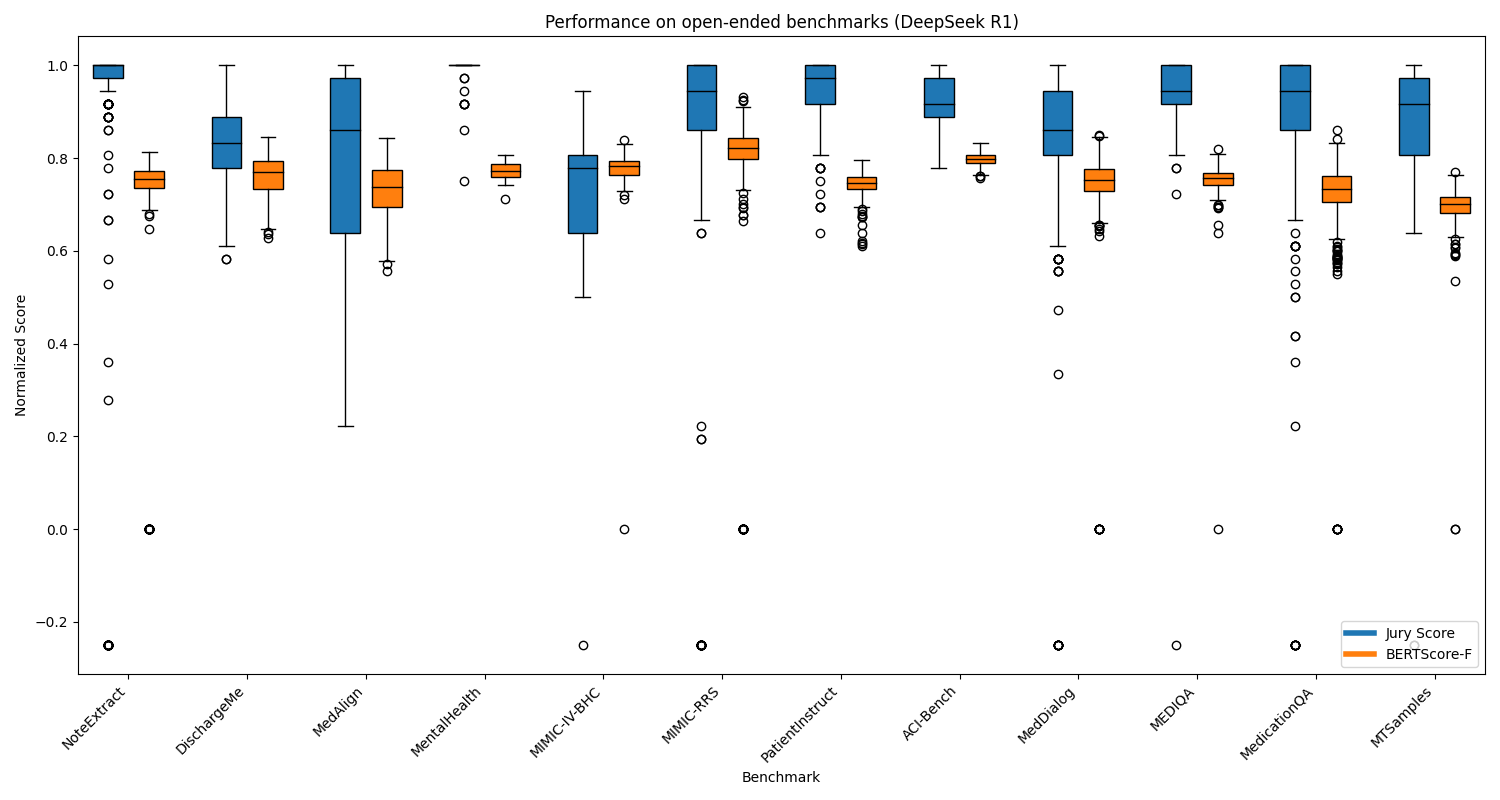 Performance on open-ended benchmarks (DeepSeek R1)
Normalized Score
1.0
0.8
0.6
0.4
0.2
0.0
−0.2
Jury Score
BERTScore-F
NoteExtract
DischargeMe
MedAlign
MentalHealth
MIMIC-IV-BHC
MIMIC-RRS
PatientInstruct
ACI-Bench
MedDialog
MEDIQA
MedicationQA
MTSamples
Benchmark